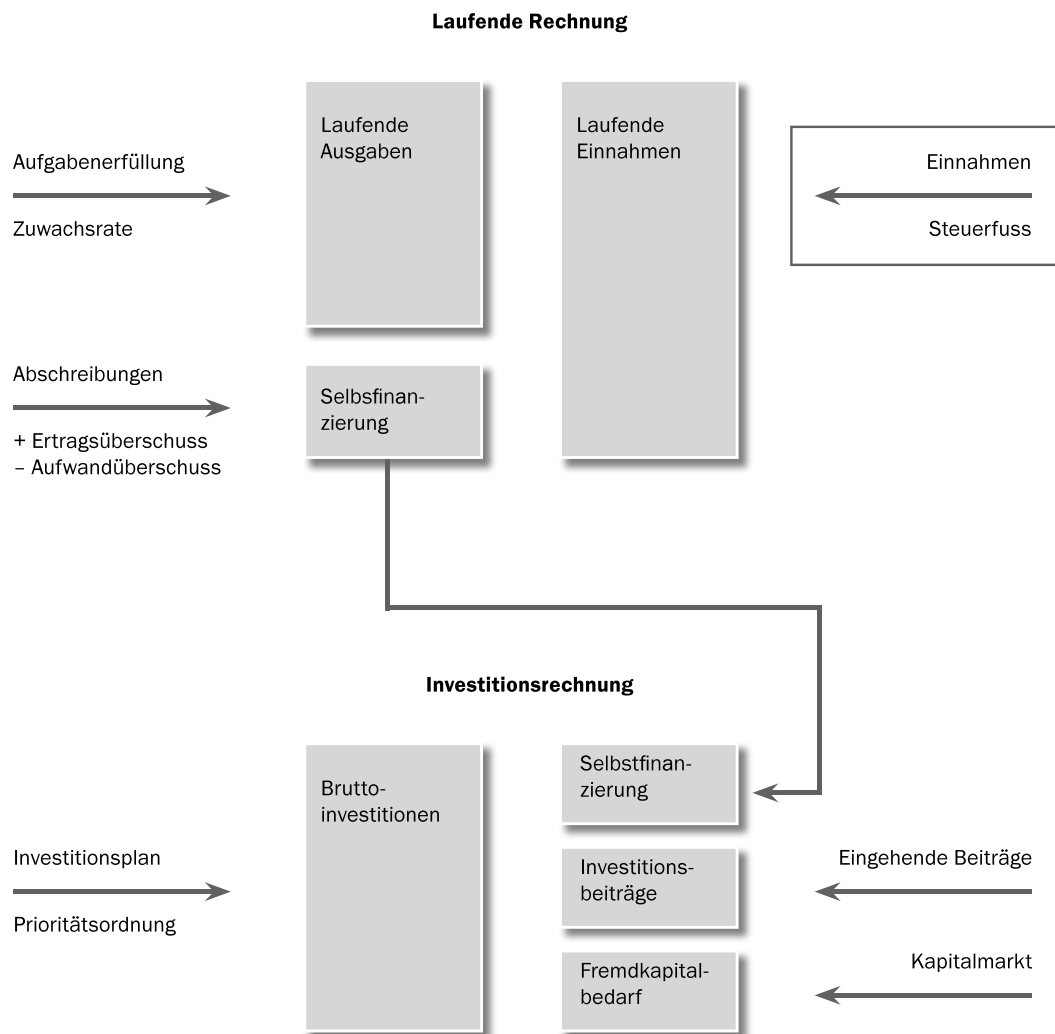 Laufende Rechnung
Laufende
Ausgaben
Laufende
Einnahmen
Aufgabenerfüllung
Zuwachsrate
Einnahmen
Steuerfuss
Abschreibungen
+ Ertragsüberschuss
– Aufwandüberschuss
Selbsfinan-
zierung
Investitionsrechnung
Brutto-
investitionen
Selbstfinan-
zierung
Investitionsplan
Prioritätsordnung
Investitions-
beiträge
Eingehende Beiträge
Fremdkapital-
bedarf
Kapitalmarkt